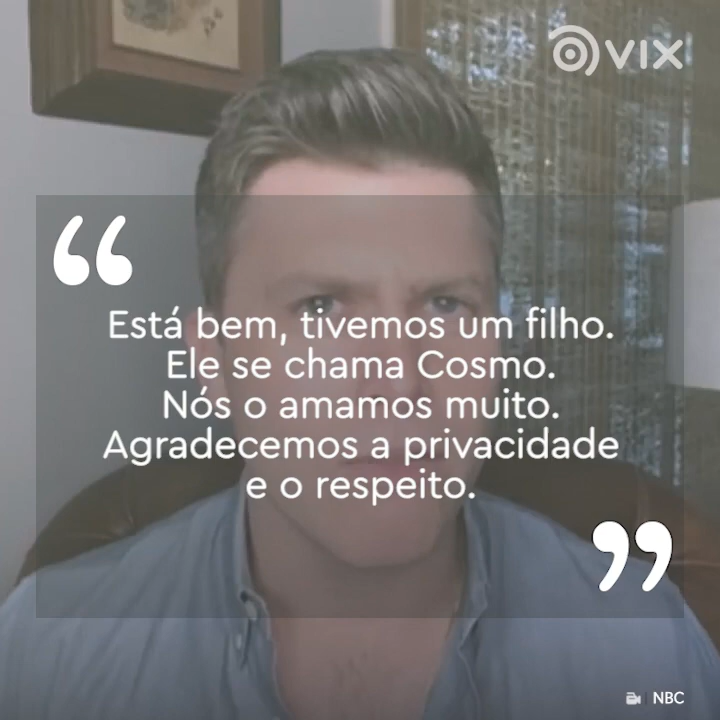 VIX
“
Está bem, tivemos um filho.
Ele se chama Cosmo.
Nós o amamos muito.
Agradecemos a privacidade
e o respeito.
”
NBC